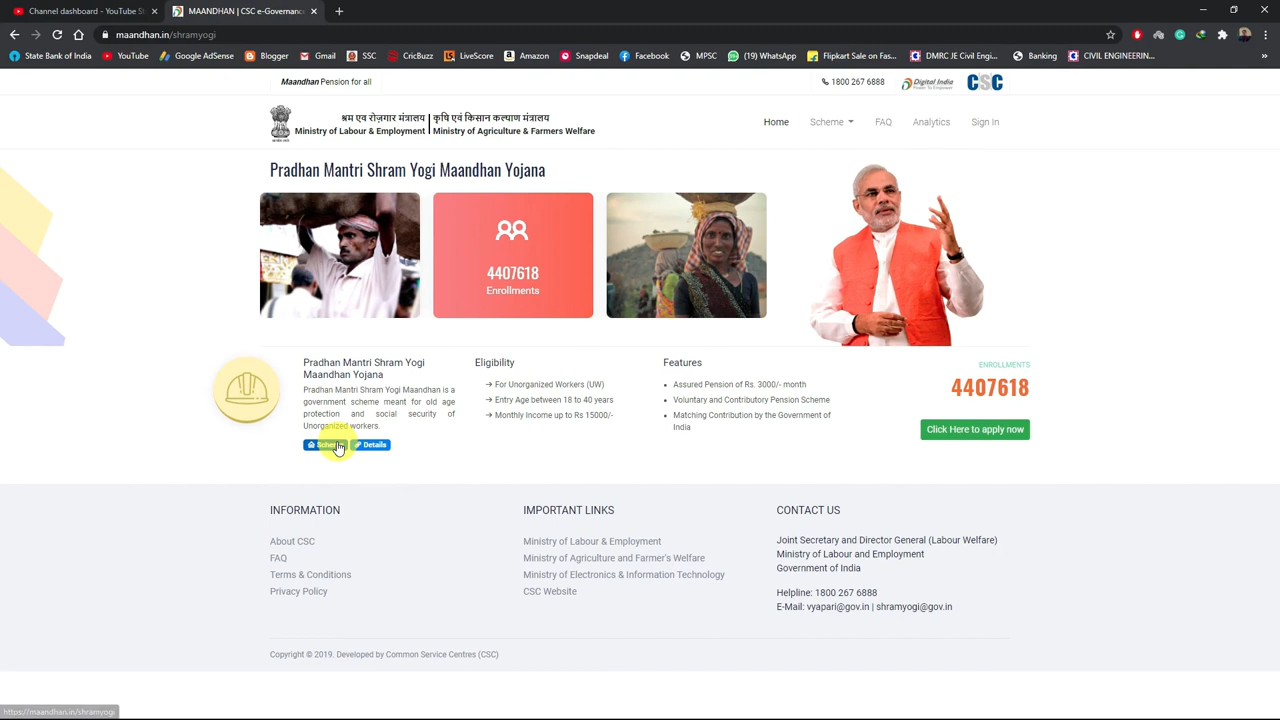 Channel dashboard - YouTube St
MAANDHAN | CSC e-Governance
maandhan.in/shramyogi
State Bank of India YouTube Google AdSense Blogger Gmail SSC CricBuzz LiveScore Amazon Snapdeal Facebook MPSC (19) WhatsApp Flipkart Sale on Fas... DMRC JE Civil Engi... Banking CIVIL ENGINEERIN... »
Maandhan Pension for all
1800 267 6888
Digital India
Power To Empower
CSC
श्रम एव रोज़गार मंत्रालय
Ministry of Labour & Employment
कृषि एवं किसान कल्याण मंत्रालय
Ministry of Agriculture & Farmers Welfare
Home Scheme FAQ Analytics Sign In
Pradhan Mantri Shram Yogi Maandhan Yojana
4407618
Enrollments
Pradhan Mantri Shram Yogi
Maandhan Yojana
Pradhan Mantri Shram Yogi Maandhan is a
government scheme meant for old age
protection and social security of
Unorganized workers.
Details
Eligibility
For Unorganized Workers (UW)
Entry Age between 18 to 40 years
Monthly Income up to Rs 15000/-
Features
Assured Pension of Rs. 3000/- month
Voluntary and Contributory Pension Scheme
Matching Contribution by the Government of
India
ENROLLMENTS
4407618
Click Here to apply now
INFORMATION
About CSC
FAQ
Terms & Conditions
Privacy Policy
IMPORTANT LINKS
Ministry of Labour & Employment
Ministry of Agriculture and Farmer's Welfare
Ministry of Electronics & Information Technology
CSC Website
CONTACT US
Joint Secretary and Director General (Labour Welfare)
Ministry of Labour and Employment
Government of India
Helpline: 1800 267 6888
E-Mail: vyapari@gov.in | shramyogi@gov.in
Copyright © 2019. Developed by Common Service Centres (CSC)
https://maandhan.in/shramyogi